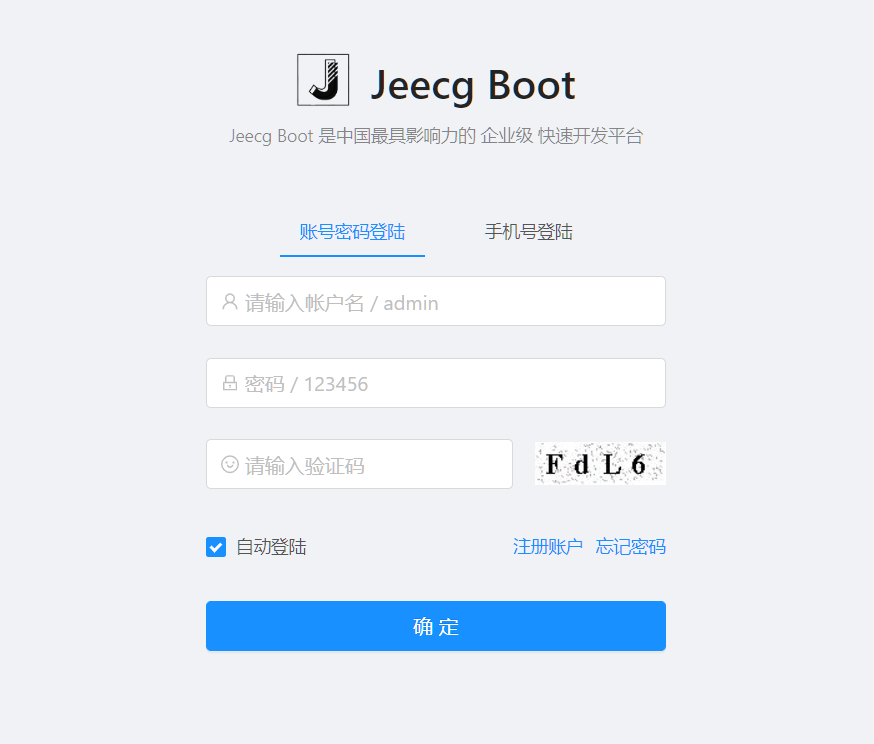 J Jeecg Boot
Jeecg Boot 是中国最具影响力的 企业级 快速开发平台
账号密码登陆 手机号登陆
请输入帐户名 / admin
密码 / 123456
请输入验证码 F d L 6
自动登陆 注册账户 忘记密码
确 定